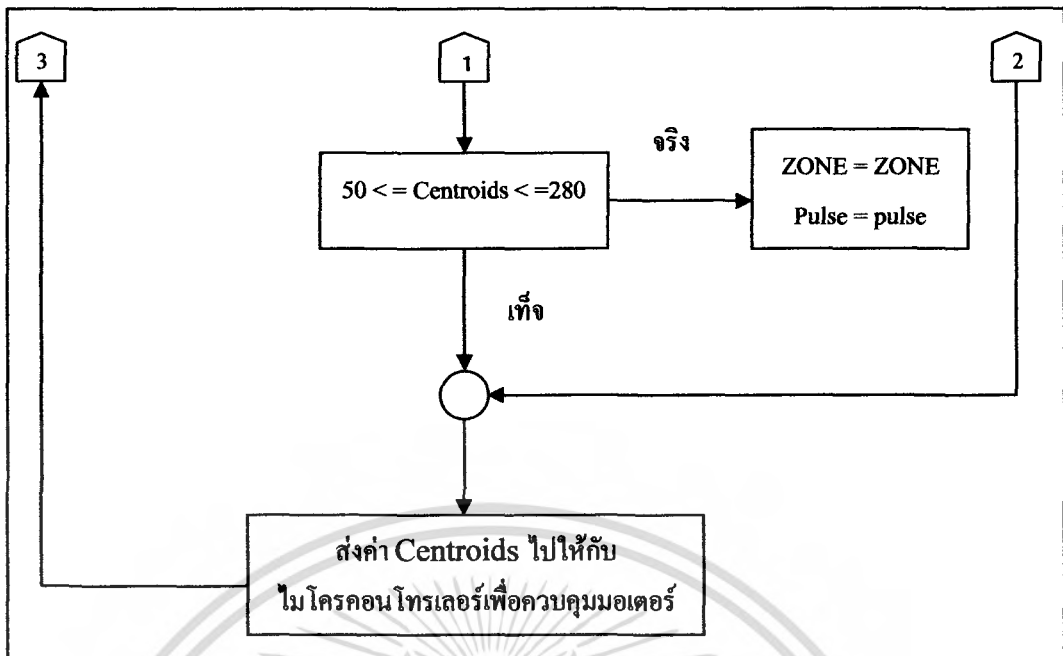 3
1
2
จริง
50 < = Centroids < =280
ZONE = ZONE
Pulse = pulse
เท็จ
ส่งค่า Centroids ไปให้กับ
ไมโครคอนโทรเลอร์เพื่อควบคุมมอเตอร์